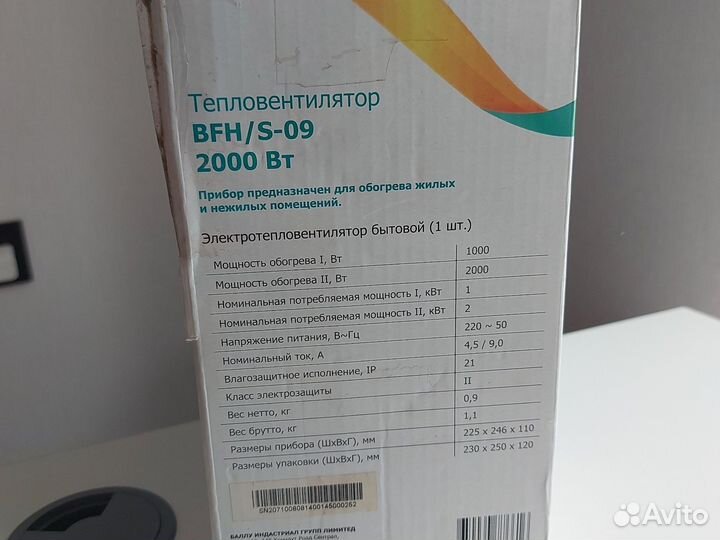 Тепловентилятор
BFH/S-09
2000 Вт
Прибор предназначен для обогрева жилых
и нежилых помещений.
Электротепловентилятор бытовой (1 шт.)
Мощность обогрева I, Вт 1000
Мощность обогрева II, Вт 2000
Номинальная потребляемая мощность I, кВт 1
Номинальная потребляемая мощность II, кВт 2
Напряжение питания, В~Гц 220 ~ 50
Номинальный ток, А 4,5 / 9,0
Влагозащитное исполнение, IP 21
Класс электрозащиты II
Вес нетто, кг 0,9
Вес брутто, кг 1,1
Размеры прибора (ШхВхГ), мм 225 x 246 x 110
Размеры упаковки (ШхВхГ), мм 230 x 250 x 120
SN2071008081400145000262
БАЛЛУ ИНДАСТРИАЛ ГРУПП ЛИМИТЕД
Роад Сентрал,
Avito